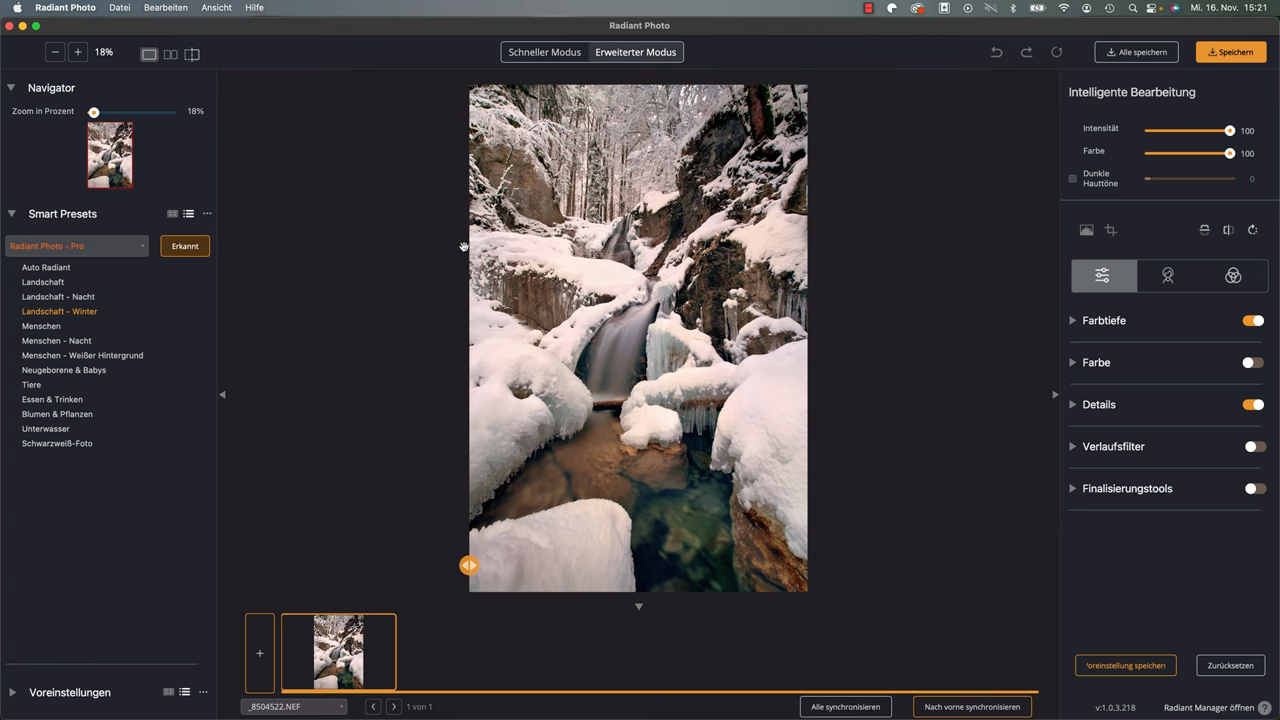 Radiant Photo Datei Bearbeiten Ansicht Hilfe Mi. 16. Nov. 15:21
Radiant Photo
18% Schneller Modus Erweiterter Modus Alle speichern Speichern
Navigator
Zoom in Prozent 18%
Smart Presets
Radiant Photo - Pro Erkannt
Auto Radiant
Landschaft
Landschaft - Nacht
Landschaft - Winter
Menschen
Menschen - Nacht
Menschen - Weißer Hintergrund
Neugeborene & Babys
Tiere
Essen & Trinken
Blumen & Pflanzen
Unterwasser
Schwarzweiß-Foto
Voreinstellungen
_8504522.NEF 1 von 1 Alle synchronisieren Nach vorne synchronisieren
Intelligente Bearbeitung
Intensität 100
Farbe 100
Dunkle
Hauttöne 0
Farbtiefe
Farbe
Details
Verlaufsfilter
Finalisierungstools
oreinstellung speicher Zurücksetzen
v:1.0.3.218 Radiant Manager öffnen ?